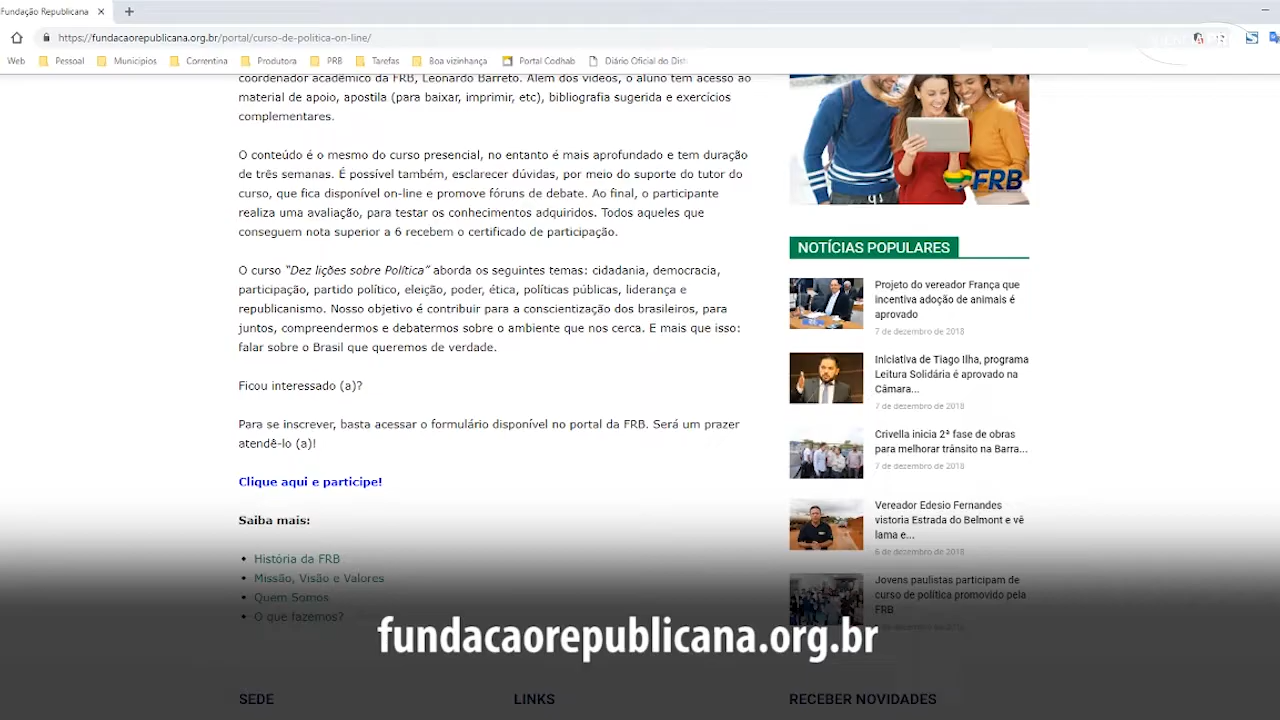 Fundação Republicana
https://fundacaorepublicana.org.br/portal/curso-de-politica-on-line/
Web Pessoal Municipios Correntina Produtora PRB Tarefas Boa vizinhança Portal Codhab Diário Oficial do Dist
coordenador acadêmico da FRB, Leonardo Barreto. Além dos vídeos, o aluno tem acesso ao
material de apoio, apostila (para baixar, imprimir, etc), bibliografia sugerida e exercícios
complementares.
O conteúdo é o mesmo do curso presencial, no entanto é mais aprofundado e tem duração
de três semanas. É possível também, esclarecer dúvidas, por meio do suporte do tutor do
curso, que fica disponível on-line e promove fóruns de debate. Ao final, o participante
realiza uma avaliação, para testar os conhecimentos adquiridos. Todos aqueles que
conseguem nota superior a 6 recebem o certificado de participação.
O curso “Dez lições sobre Política” aborda os seguintes temas: cidadania, democracia,
participação, partido político, eleição, poder, ética, políticas públicas, liderança e
republicanismo. Nosso objetivo é contribuir para a conscientização dos brasileiros, para
juntos, compreendermos e debatermos sobre o ambiente que nos cerca. E mais que isso:
falar sobre o Brasil que queremos de verdade.
Ficou interessado (a)?
Para se inscrever, basta acessar o formulário disponível no portal da FRB. Será um prazer
atendê-lo (a)!
Clique aqui e participe!
Saiba mais:
• História da FRB
• Missão, Visão e Valores
• Quem Somos
• O que fazemos?
FRB
NOTÍCIAS POPULARES
Projeto do vereador França que
incentiva adoção de animais é
aprovado
7 de dezembro de 2018
Iniciativa de Tiago Ilha, programa
Leitura Solidária é aprovado na
Câmara...
7 de dezembro de 2018
Crivella inicia 2ª fase de obras
para melhorar trânsito na Barra...
7 de dezembro de 2018
Vereador Edesio Fernandes
vistoria Estrada do Belmont e vê
lama e...
6 de dezembro de 2018
Jovens paulistas participam de
curso de política promovido pela
FRB
de dezembro de 2018
fundacaorepublicana.org.br
SEDE LINKS RECEBER NOVIDADES